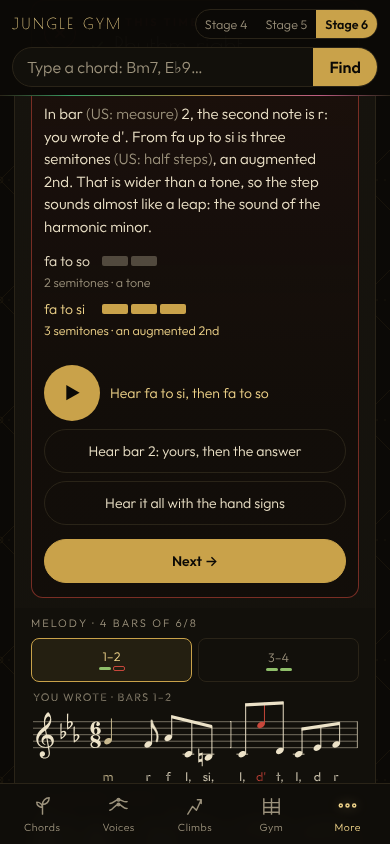 JUNGLE GYM
Stage 4
Stage 5
Stage 6
Type a chord: Bm7, E♭9...
Find
In bar (US: measure) 2, the second note is r:
you wrote d'. From fa up to si is three
semitones (US: half steps), an augmented
2nd. That is wider than a tone, so the step
sounds almost like a leap: the sound of the
harmonic minor.
fa to so
2 semitones · a tone
fa to si
3 semitones · an augmented 2nd
Hear fa to si, then fa to so
Hear bar 2: yours, then the answer
Hear it all with the hand signs
Next →
MELODY · 4 BARS OF 6/8
1–2
3–4
YOU WROTE · BARS 1–2
6
8
m r f l, si, l, d' t, l, d r
Chords
Voices
Climbs
Gym
More